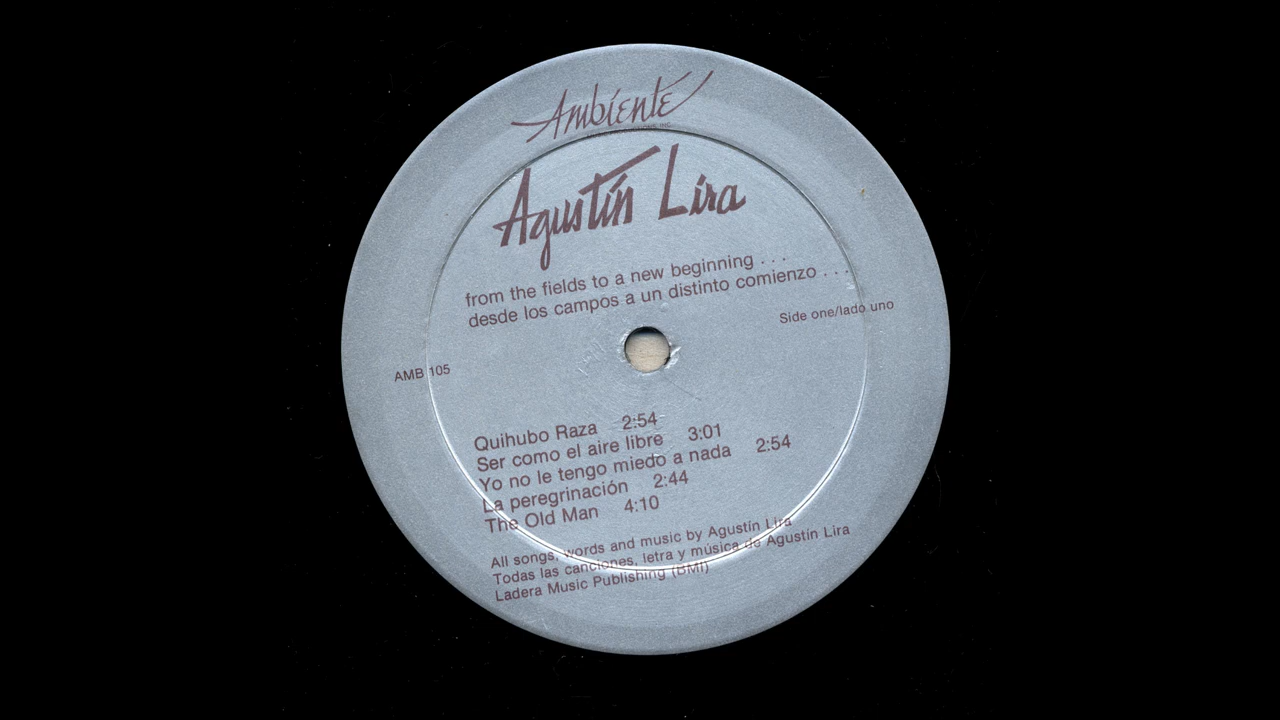 Ambiente
Agustín Lira
from the fields to a new beginning . . .
desde los campos a un distinto comienzo . . .
Side one/lado uno
AMB 105
Quihubo Raza 2:54
Ser como el aire libre 3:01
Yo no le tengo miedo a nada 2:54
La peregrinación 2:44
The Old Man 4:10
All songs, words and music by Agustín Lira
Todas las canciones, letra y música de Agustín Lira
Ladera Music Publishing (BMI)